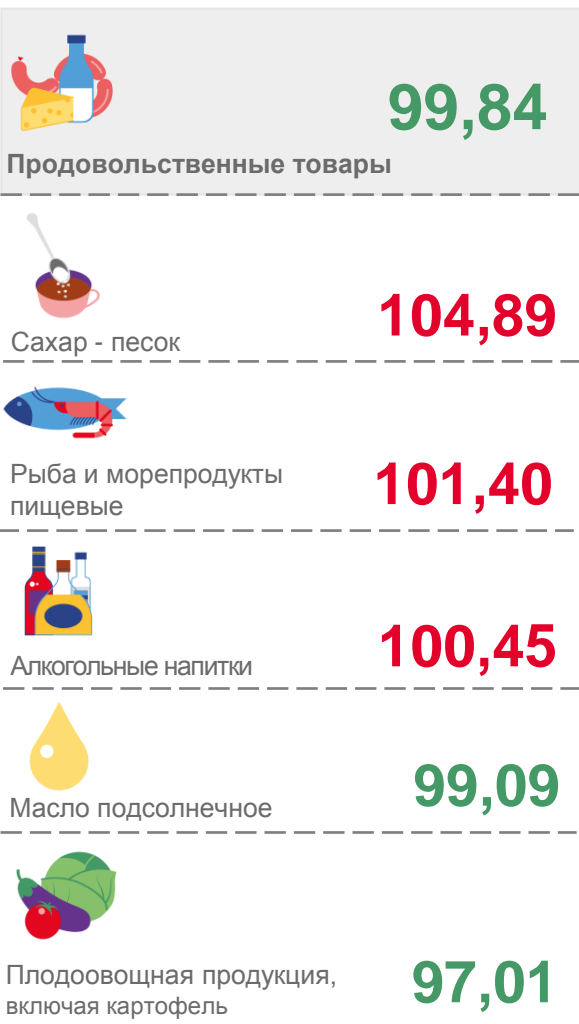 99,84
Продовольственные товары
104,89
Сахар - песок
Рыба и морепродукты
пищевые
101,40
100,45
Алкогольные напитки
99,09
Масло подсолнечное
Плодоовощная продукция,
включая картофель
97,01